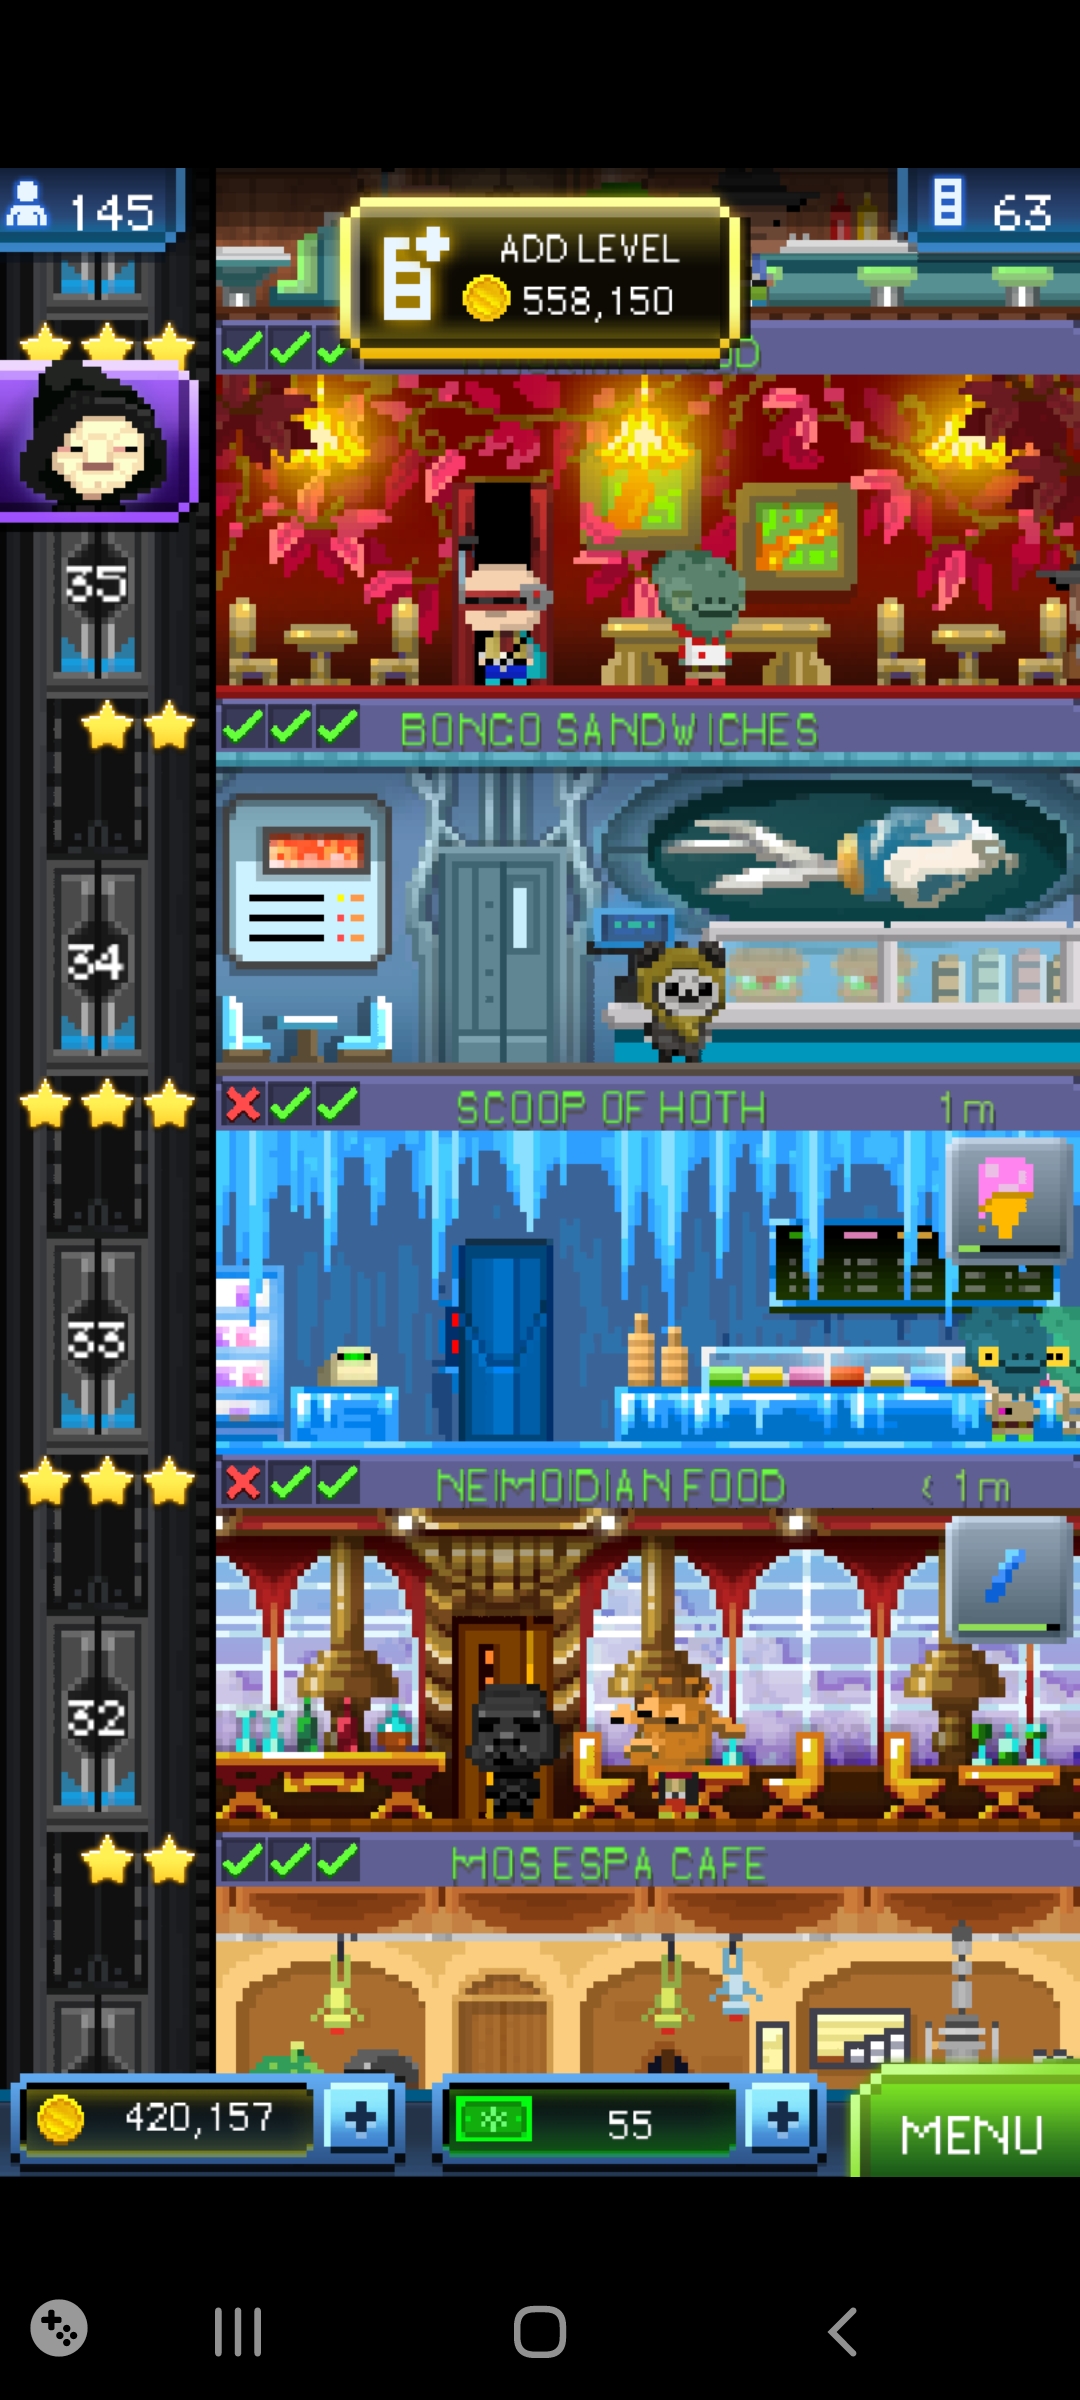 145
ADD LEVEL
558,150
63
35
BONGO SANDWICHES
34
SCOOP OF HOTH 1m
33
NEIMOIDIAN FOOD < 1m
32
MOS ESPA CAFE
420,157
55
MENU